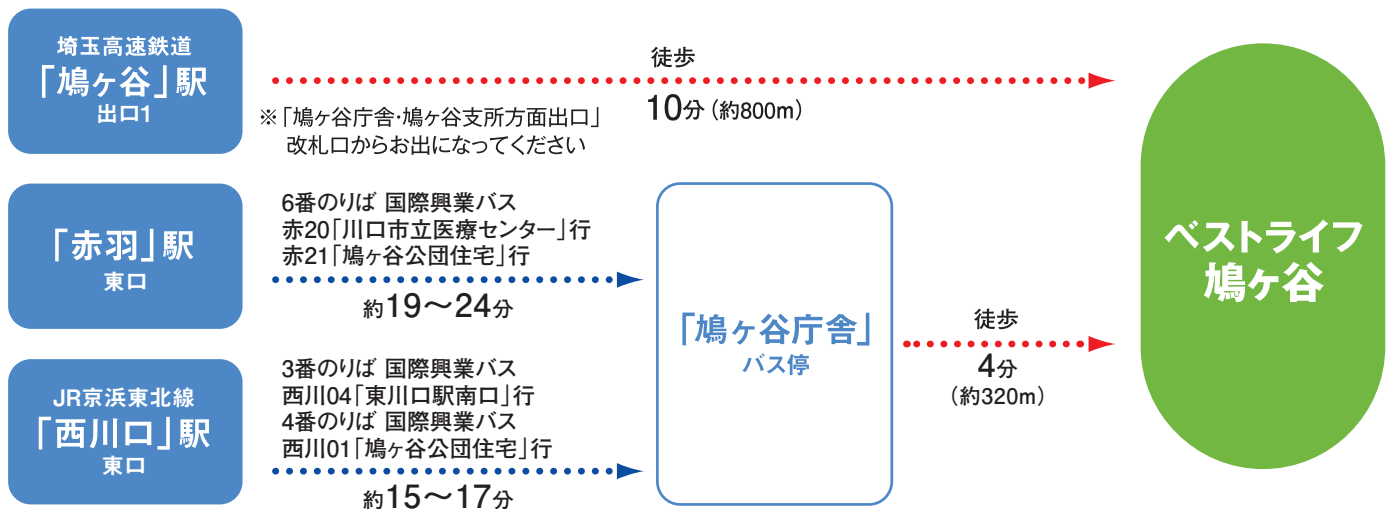 埼玉高速鉄道
「鳩ヶ谷」駅
出口1
徒歩
10分（約800m）
※「鳩ヶ谷庁舎・鳩ヶ谷支所方面出口」
改札口からお出になってください
「赤羽」駅
東口
6番のりば 国際興業バス
赤20「川口市立医療センター」行
赤21「鳩ヶ谷公団住宅」行
約19〜24分
JR京浜東北線
「西川口」駅
東口
3番のりば 国際興業バス
西川04「東川口駅南口」行
4番のりば 国際興業バス
西川01「鳩ヶ谷公団住宅」行
約15〜17分
「鳩ヶ谷庁舎」
バス停
徒歩
4分
（約320m）
ベストライフ
鳩ヶ谷